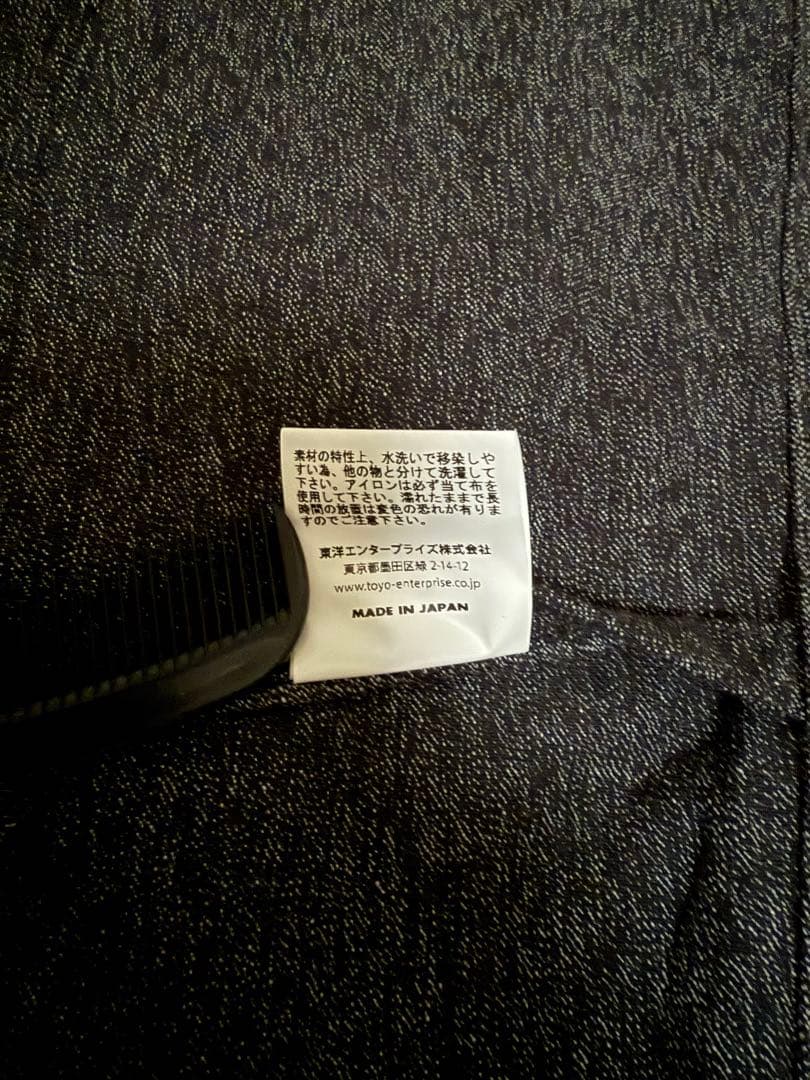 素材の特性上、水洗いで移染しや
すい為、他の物と分けて洗濯して
下さい。アイロンは必ず当て布を
使用して下さい。濡れたままで長
時間の放置は変色の恐れが有りま
すのでご注意下さい。
東洋エンタープライズ株式会社
東京都墨田区緑 2-14-12
www.toyo-enterprise.co.jp
MADE IN JAPAN